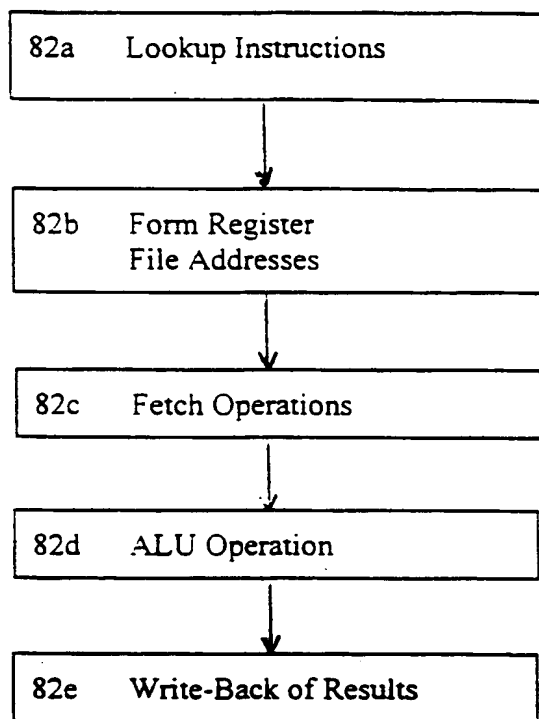 82a Lookup Instructions
82b Form Register
File Addresses
82c Fetch Operations
82d ALU Operation
82e Write-Back of Results